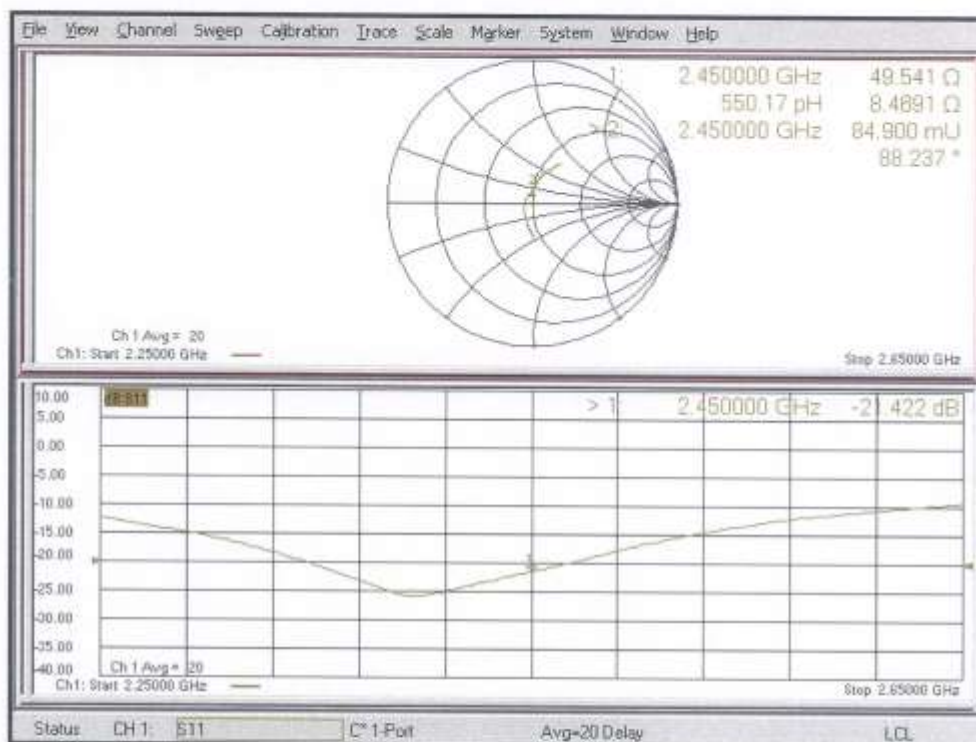 File View Channel Sweep Calibration Trace Scale Marker System Window Help
1: 2.450000 GHz 49.541 Ω
550.17 pH 8.4691 Ω
> 2: 2.450000 GHz 84.900 mU
88.237 °
Ch 1 Avg = 20
Ch1: Start 2.25000 GHz
Stop 2.65000 GHz
10.00
dB S11
> 1: 2.450000 GHz -21.422 dB
5.00
0.00
-5.00
-10.00
-15.00
-20.00
1
-25.00
-30.00
-35.00
-40.00
Ch 1 Avg = 20
Ch1: Start 2.25000 GHz
Stop 2.65000 GHz
Status CH 1: S11 C* 1-Port Avg=20 Delay LCL